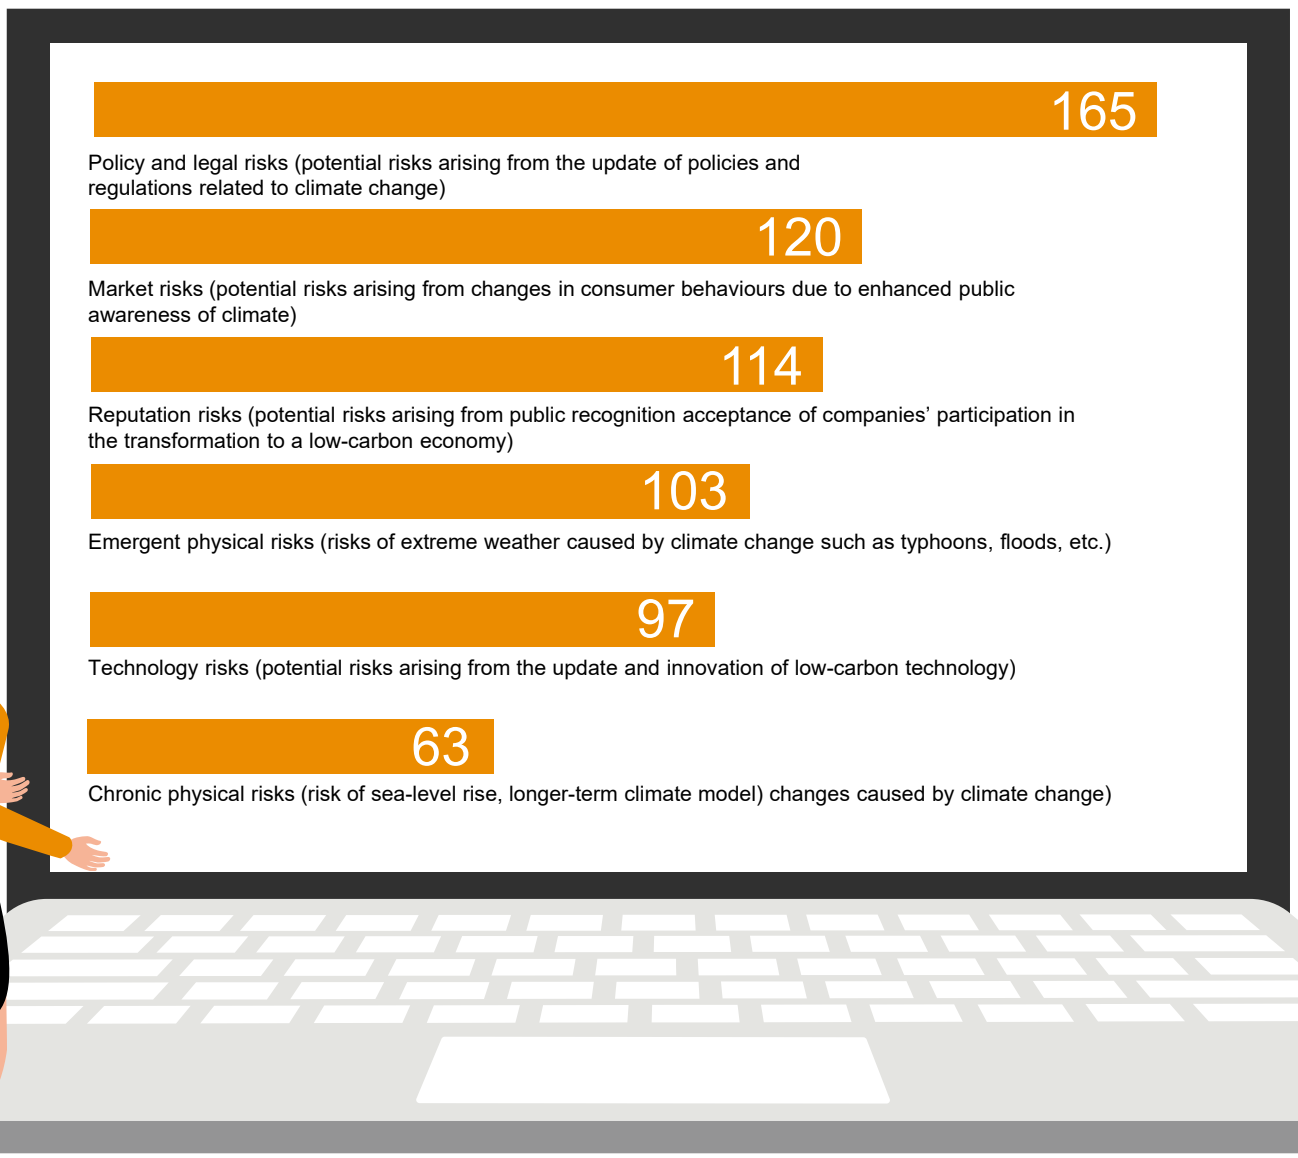 165
Policy and legal risks (potential risks arising from the update of policies and
regulations related to climate change)
120
Market risks (potential risks arising from changes in consumer behaviours due to enhanced public
awareness of climate)
114
Reputation risks (potential risks arising from public recognition acceptance of companies’ participation in
the transformation to a low-carbon economy)
103
Emergent physical risks (risks of extreme weather caused by climate change such as typhoons, floods, etc.)
97
Technology risks (potential risks arising from the update and innovation of low-carbon technology)
63
Chronic physical risks (risk of sea-level rise, longer-term climate model) changes caused by climate change)